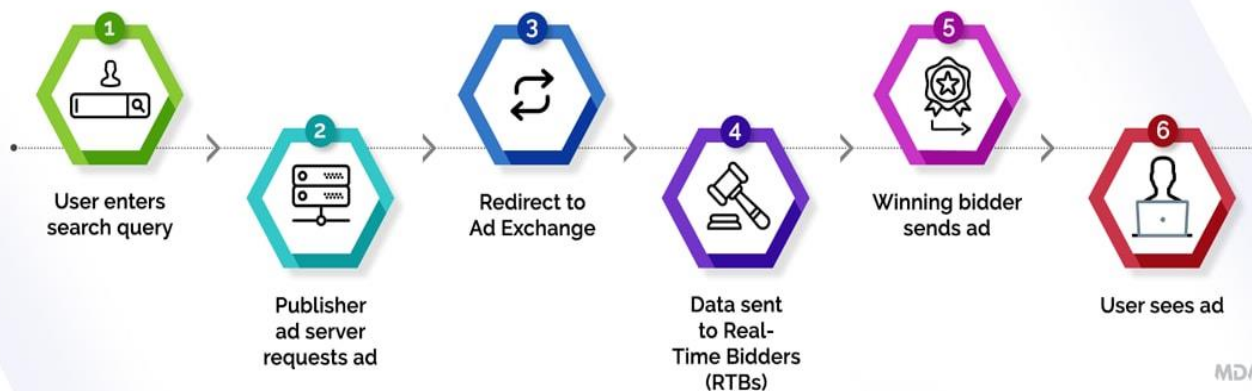 1
User enters
search query
2
Publisher
ad server
requests ad
3
Redirect to
Ad Exchange
4
Data sent
to Real-
Time Bidders
(RTBs)
5
Winning bidder
sends ad
6
User sees ad